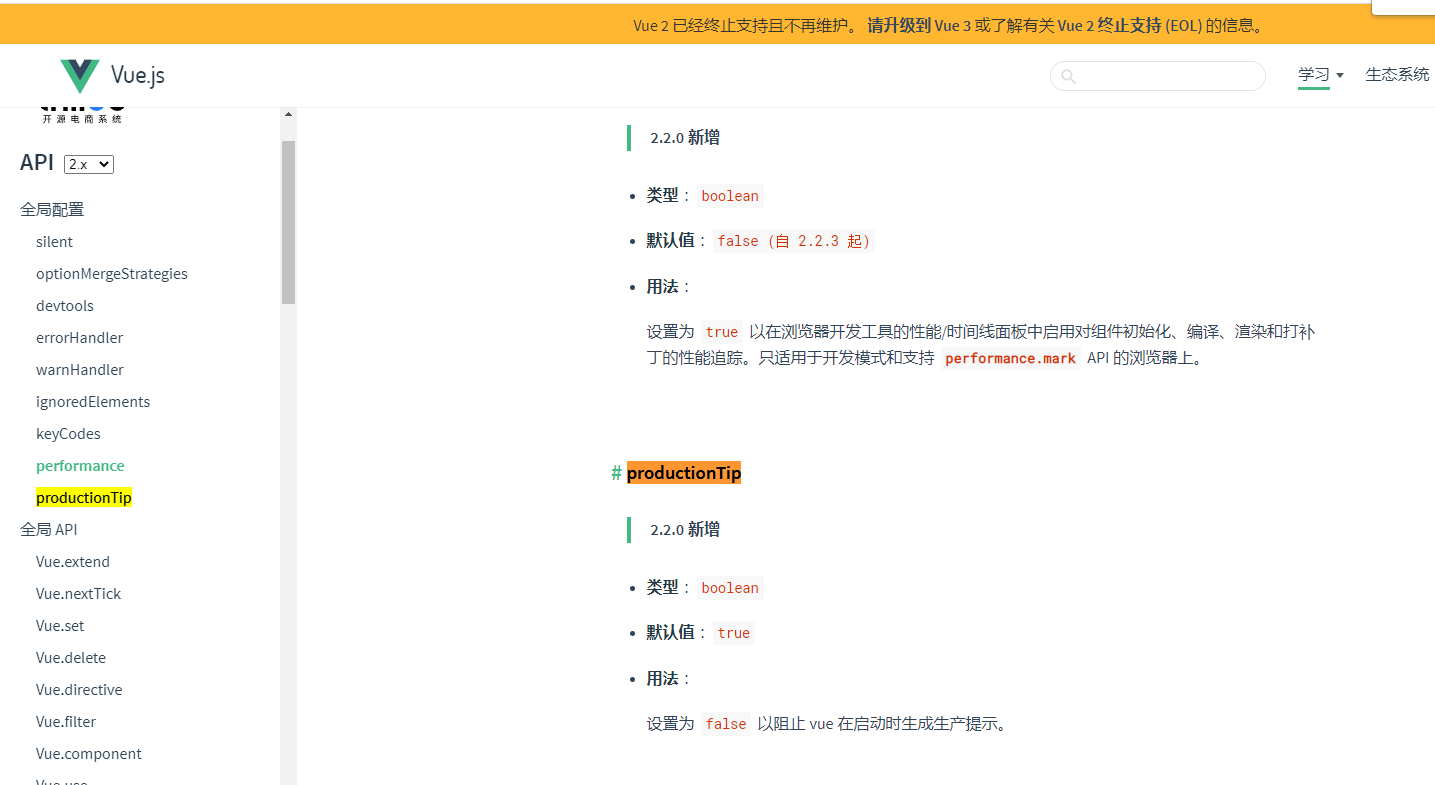 Vue 2 已经终止支持且不再维护。 请升级到 Vue 3 或了解有关 Vue 2 终止支持 (EOL) 的信息。
Vue.js
学习
生态系统
开源电商系统
API 2.x
全局配置
silent
optionMergeStrategies
devtools
errorHandler
warnHandler
ignoredElements
keyCodes
performance
productionTip
全局 API
Vue.extend
Vue.nextTick
Vue.set
Vue.delete
Vue.directive
Vue.filter
Vue.component
Vue.use
2.2.0 新增
类型： boolean
默认值： false (自 2.2.3 起)
用法：
设置为 true 以在浏览器开发工具的性能/时间线面板中启用对组件初始化、编译、渲染和打补
丁的性能追踪。只适用于开发模式和支持 performance.mark API 的浏览器上。
# productionTip
2.2.0 新增
类型： boolean
默认值： true
用法：
设置为 false 以阻止 vue 在启动时生成生产提示。